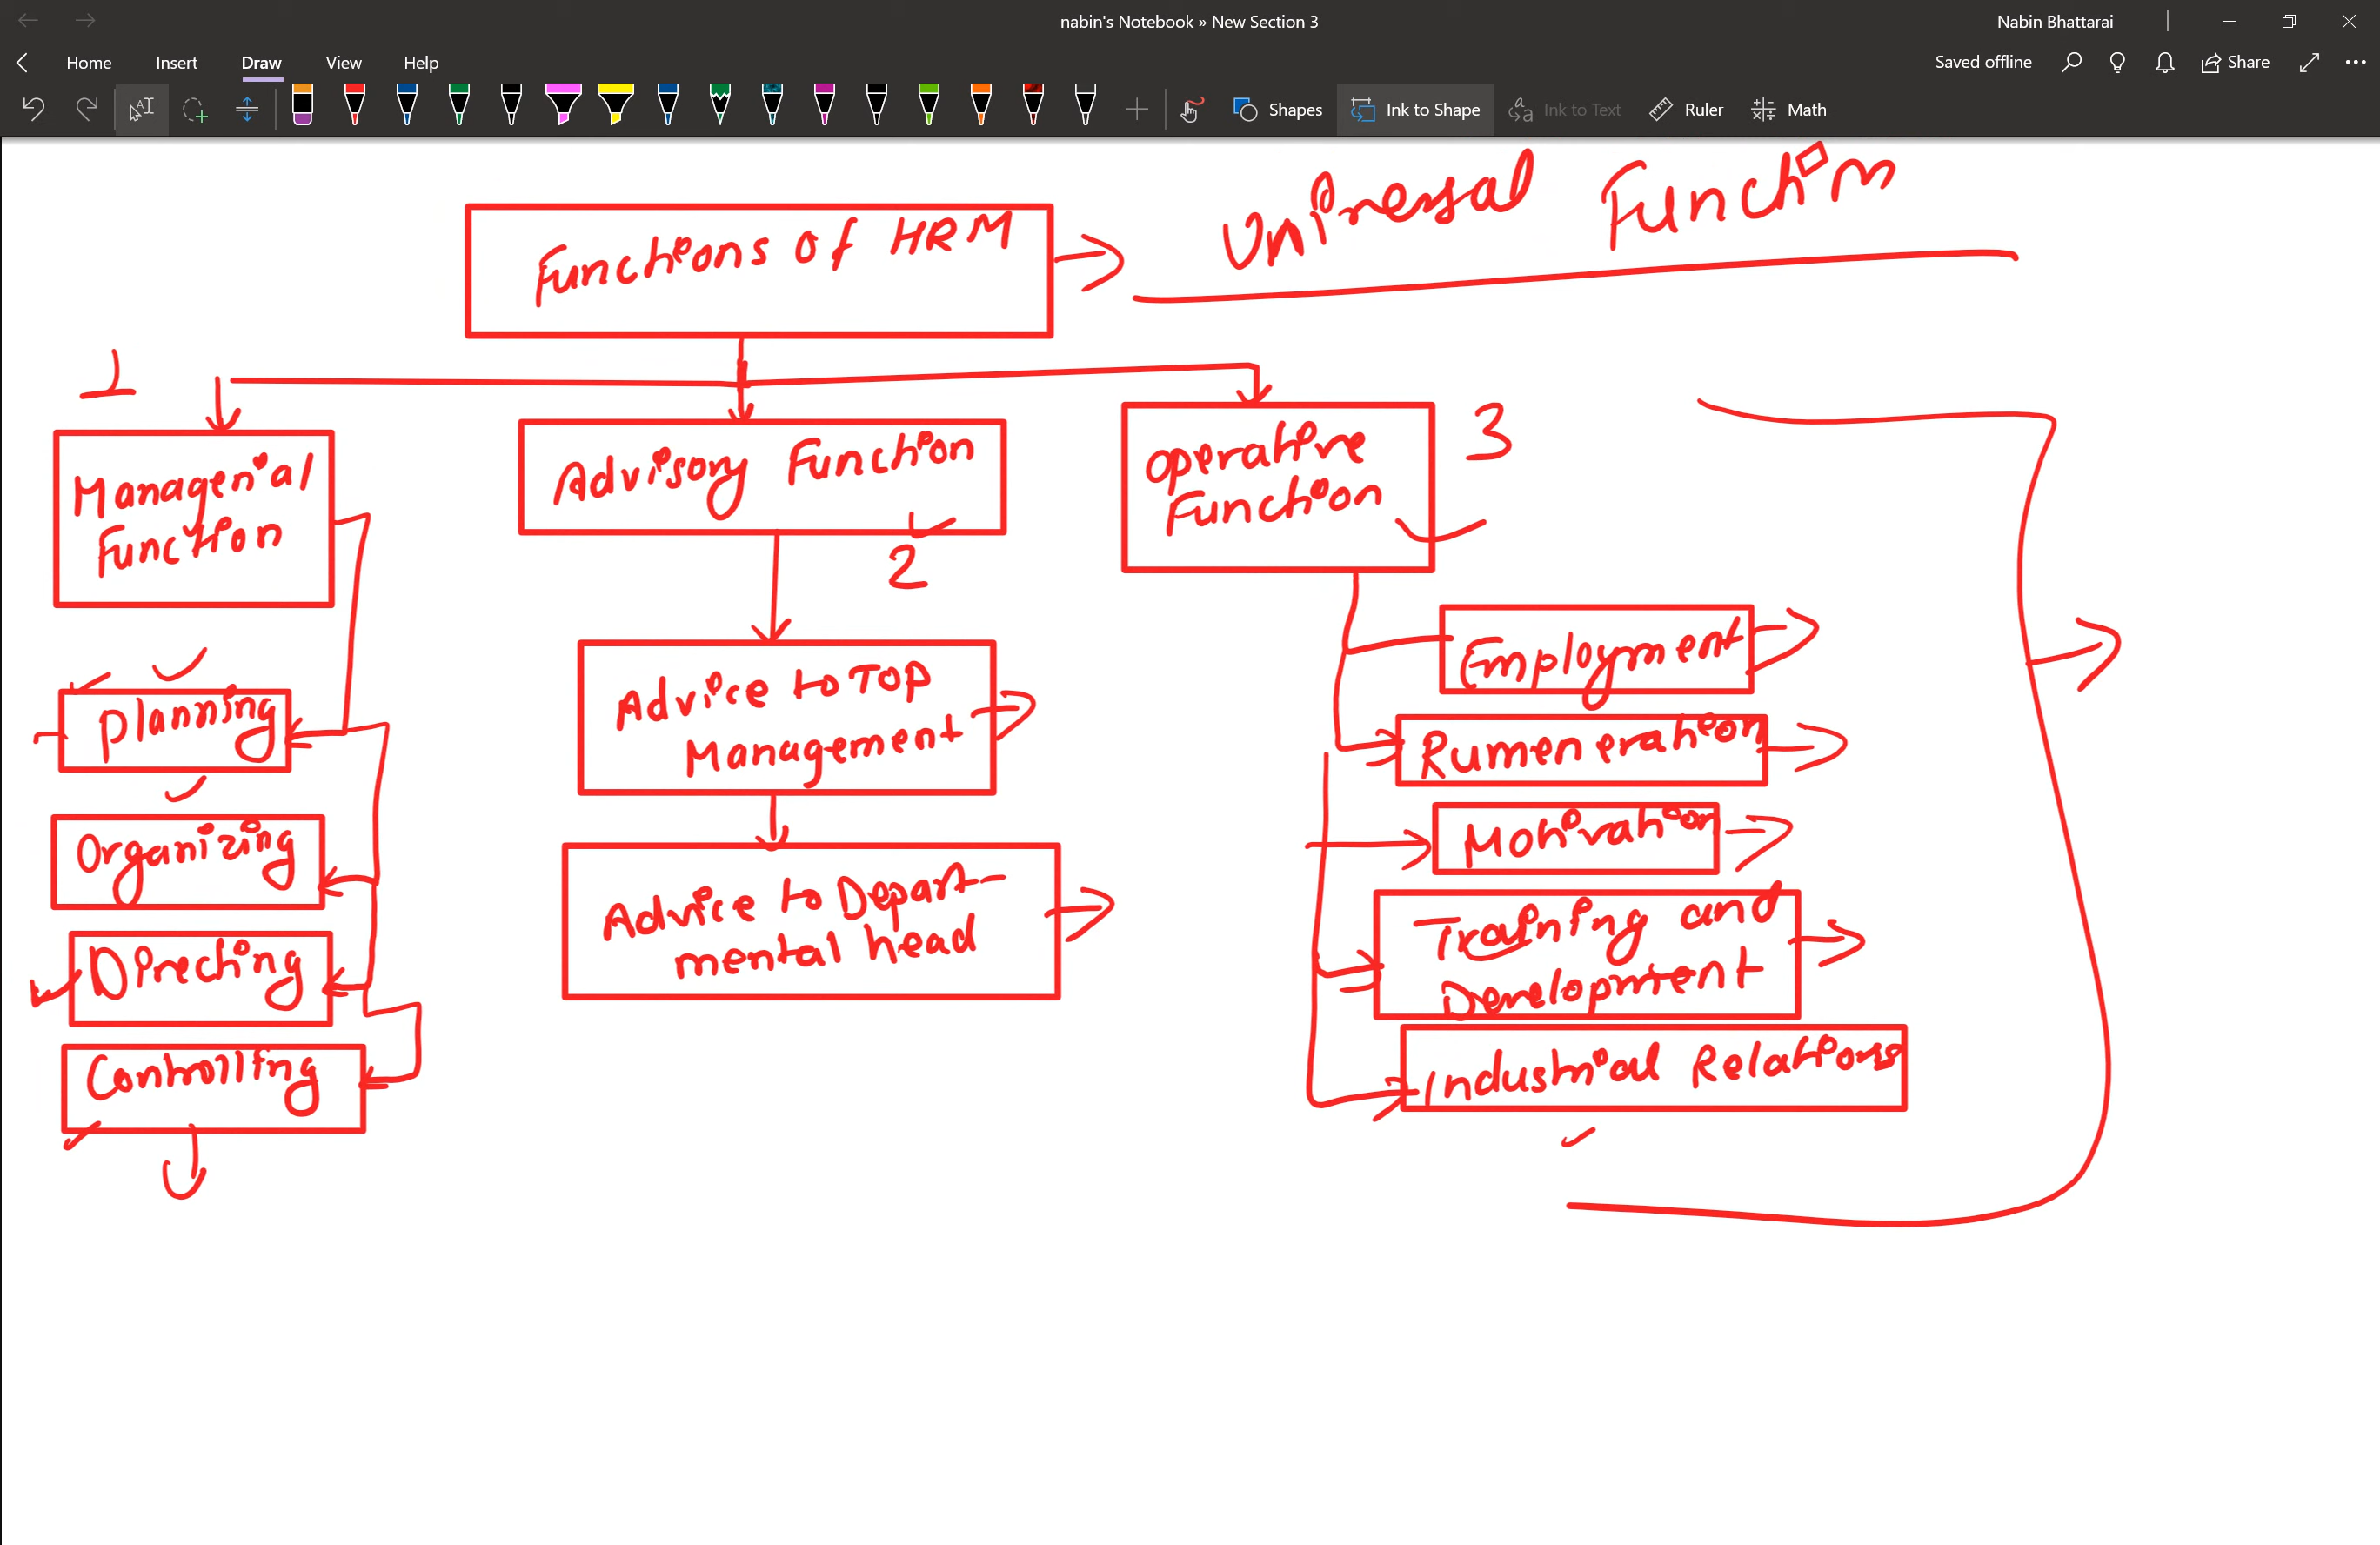 nabin's Notebook » New Section 3
Nabin Bhattarai
Home Insert Draw View Help
Saved offline
Share
Shapes
Ink to Shape
Ink to Text
Ruler
Math
Universal Function
Functions of HRM
1
Managerial
Function
Planning
Organizing
Directing
Controlling
Advisory Function
2
Advice to Top
Management
Advice to Depart-
mental head
Operative
Function
3
Employment
Rumeneration
Motivation
Training and
Development
Industrial Relations